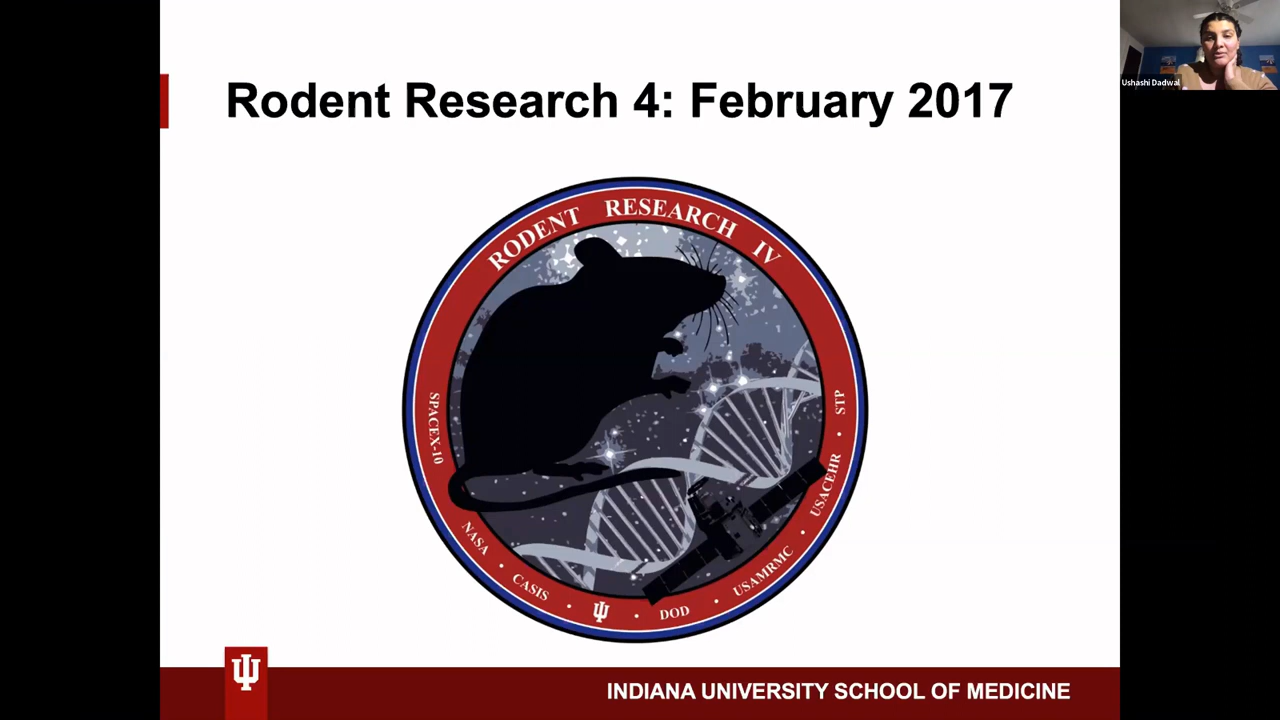 Rodent Research 4: February 2017
Ushashi Dadwal
RODENT RESEARCH IV
SPACEX-10
NASA • CASIS • Ψ • DOD • USAMRMC • USACEHR • STP
INDIANA UNIVERSITY SCHOOL OF MEDICINE